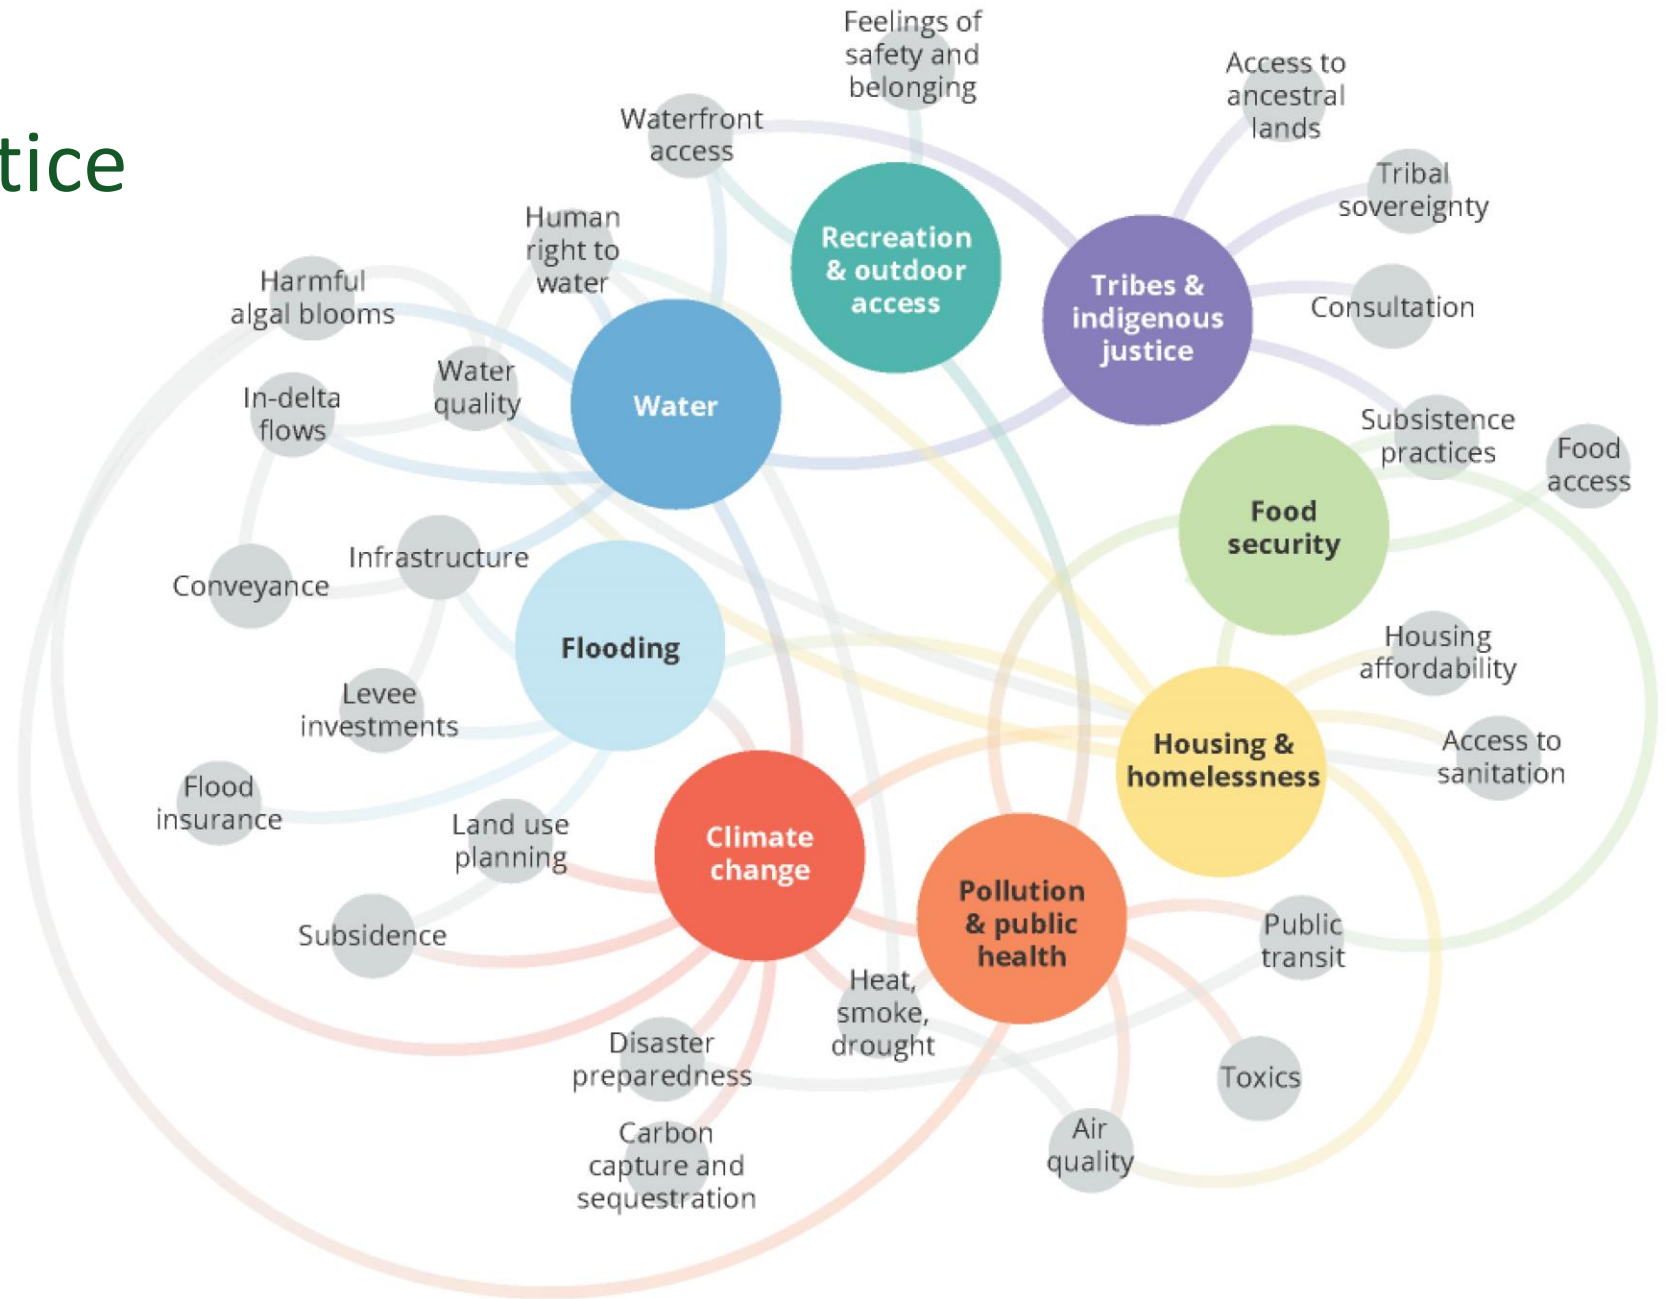 tice
Feelings of
safety and
belonging
Access to
ancestral
lands
Waterfront
access
Tribal
sovereignty
Human
right to
water
Recreation
& outdoor
access
Tribes &
indigenous
justice
Consultation
Harmful
algal blooms
Water
quality
In-delta
flows
Water
Subsistence
practices
Food
access
Food
security
Infrastructure
Conveyance
Flooding
Housing
affordability
Levee
investments
Housing &
homelessness
Access to
sanitation
Flood
insurance
Land use
planning
Climate
change
Pollution
& public
health
Public
transit
Subsidence
Heat,
smoke,
drought
Disaster
preparedness
Toxics
Carbon
capture and
sequestration
Air
quality